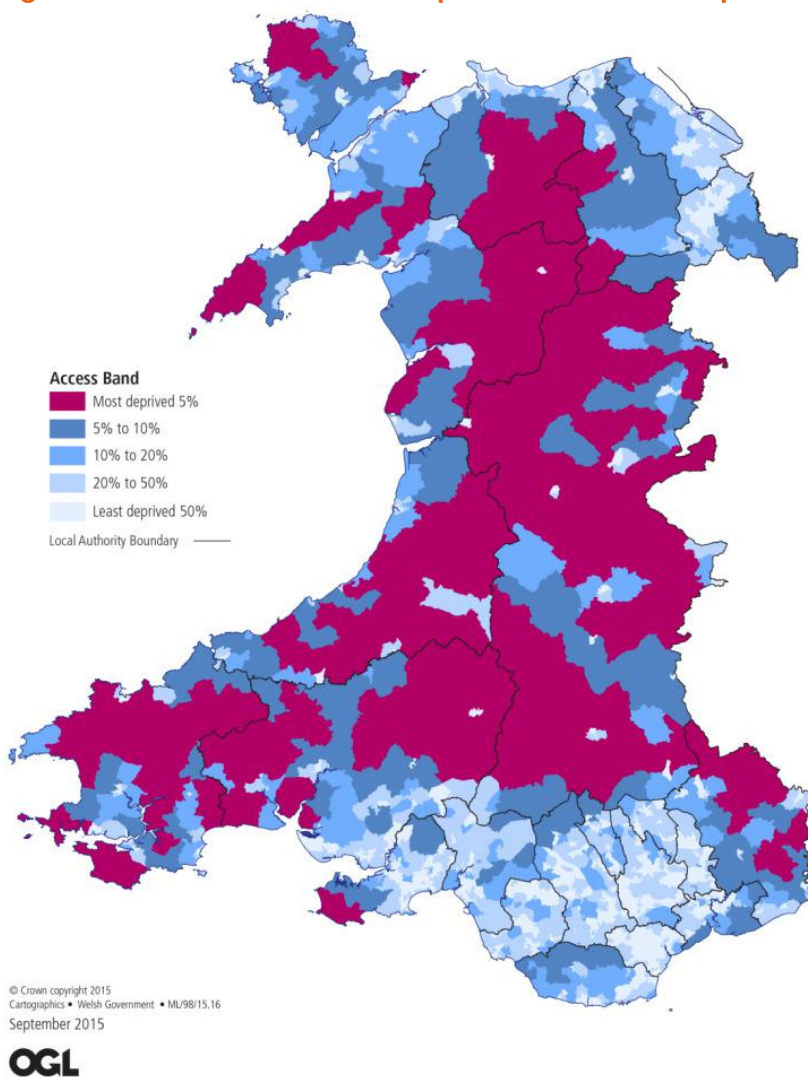 Access Band
Most deprived 5%
5% to 10%
10% to 20%
20% to 50%
Least deprived 50%
Local Authority Boundary
© Crown copyright 2015
Cartographics • Welsh Government • ML/98/15.16
September 2015
OGL